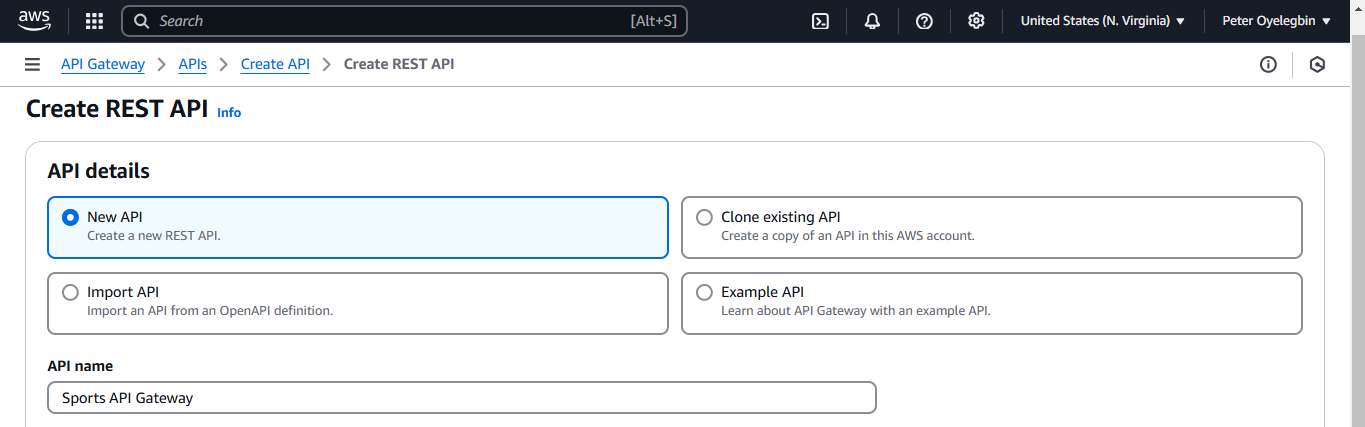 aws Search [Alt+S] United States (N. Virginia) Peter Oyelegbin
API Gateway APIs Create API Create REST API
Create REST API Info
API details
New API
Create a new REST API.
Clone existing API
Create a copy of an API in this AWS account.
Import API
Import an API from an OpenAPI definition.
Example API
Learn about API Gateway with an example API.
API name
Sports API Gateway